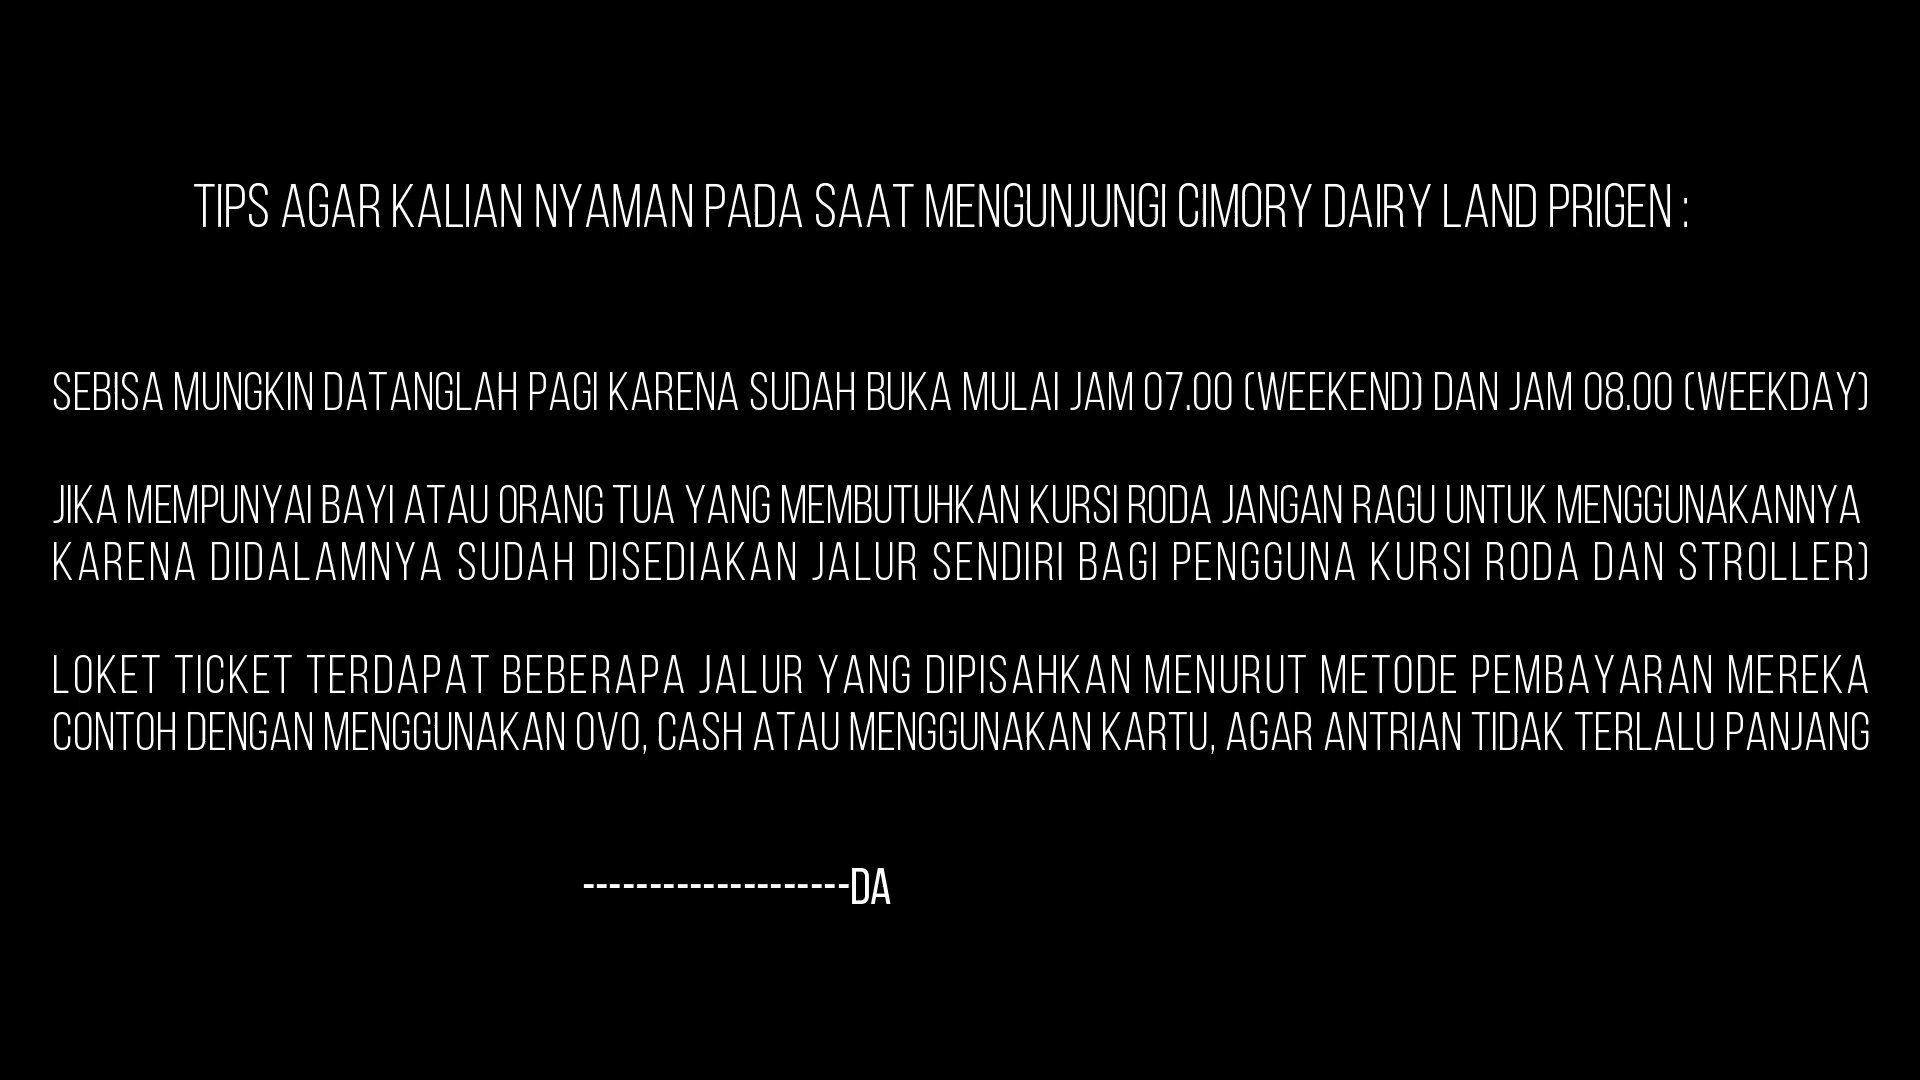 TIPS AGAR KALIAN NYAMAN PADA SAAT MENGUNJUNGI CIMORY DAIRY LAND PRIGEN :
SEBISA MUNGKIN DATANGLAH PAGI KARENA SUDAH BUKA MULAI JAM 07.00 (WEEKEND) DAN JAM 08.00 (WEEKDAY)
JIKA MEMPUNYAI BAYI ATAU ORANG TUA YANG MEMBUTUHKAN KURSI RODA JANGAN RAGU UNTUK MENGGUNAKANNYA
KARENA DIDALAMNYA SUDAH DISEDIAKAN JALUR SENDIRI BAGI PENGGUNA KURSI RODA DAN STROLLER)
LOKET TICKET TERDAPAT BEBERAPA JALUR YANG DIPISAHKAN MENURUT METODE PEMBAYARAN MEREKA
CONTOH DENGAN MENGGUNAKAN OVO, CASH ATAU MENGGUNAKAN KARTU, AGAR ANTRIAN TIDAK TERLALU PANJANG
--------------------DA